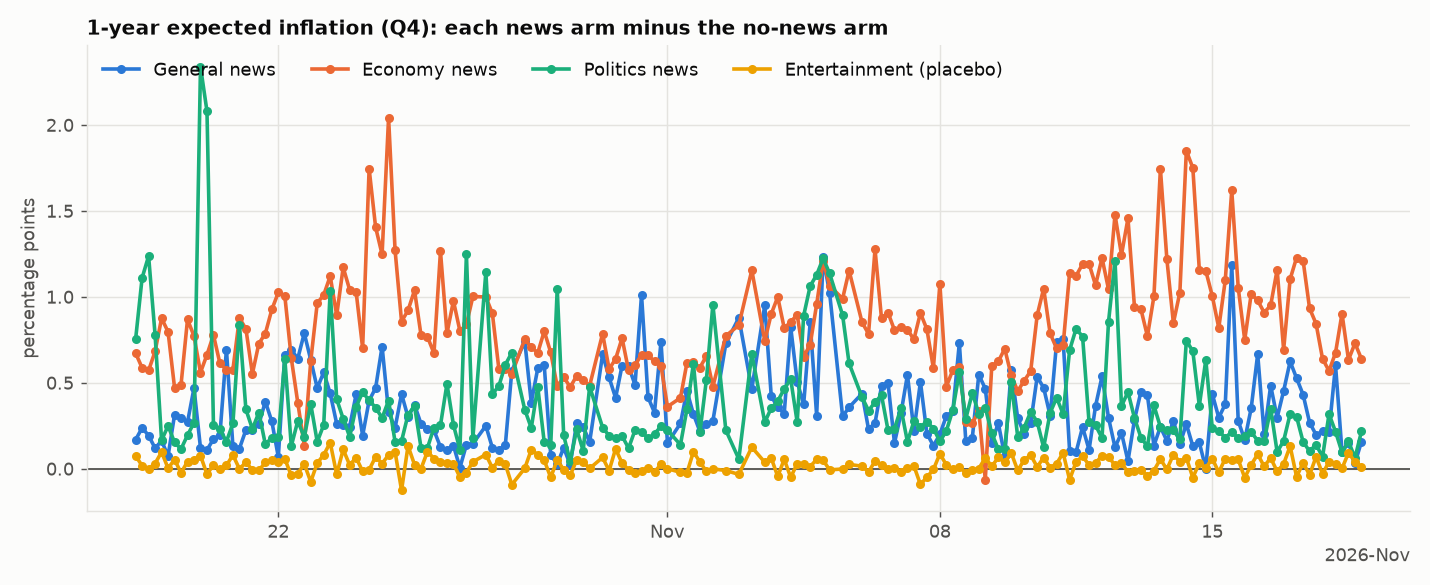 1-year expected inflation (Q4): each news arm minus the no-news arm
General news
Economy news
Politics news
Entertainment (placebo)
percentage points
2.0
1.5
1.0
0.5
0.0
22
Nov
08
15
2026-Nov